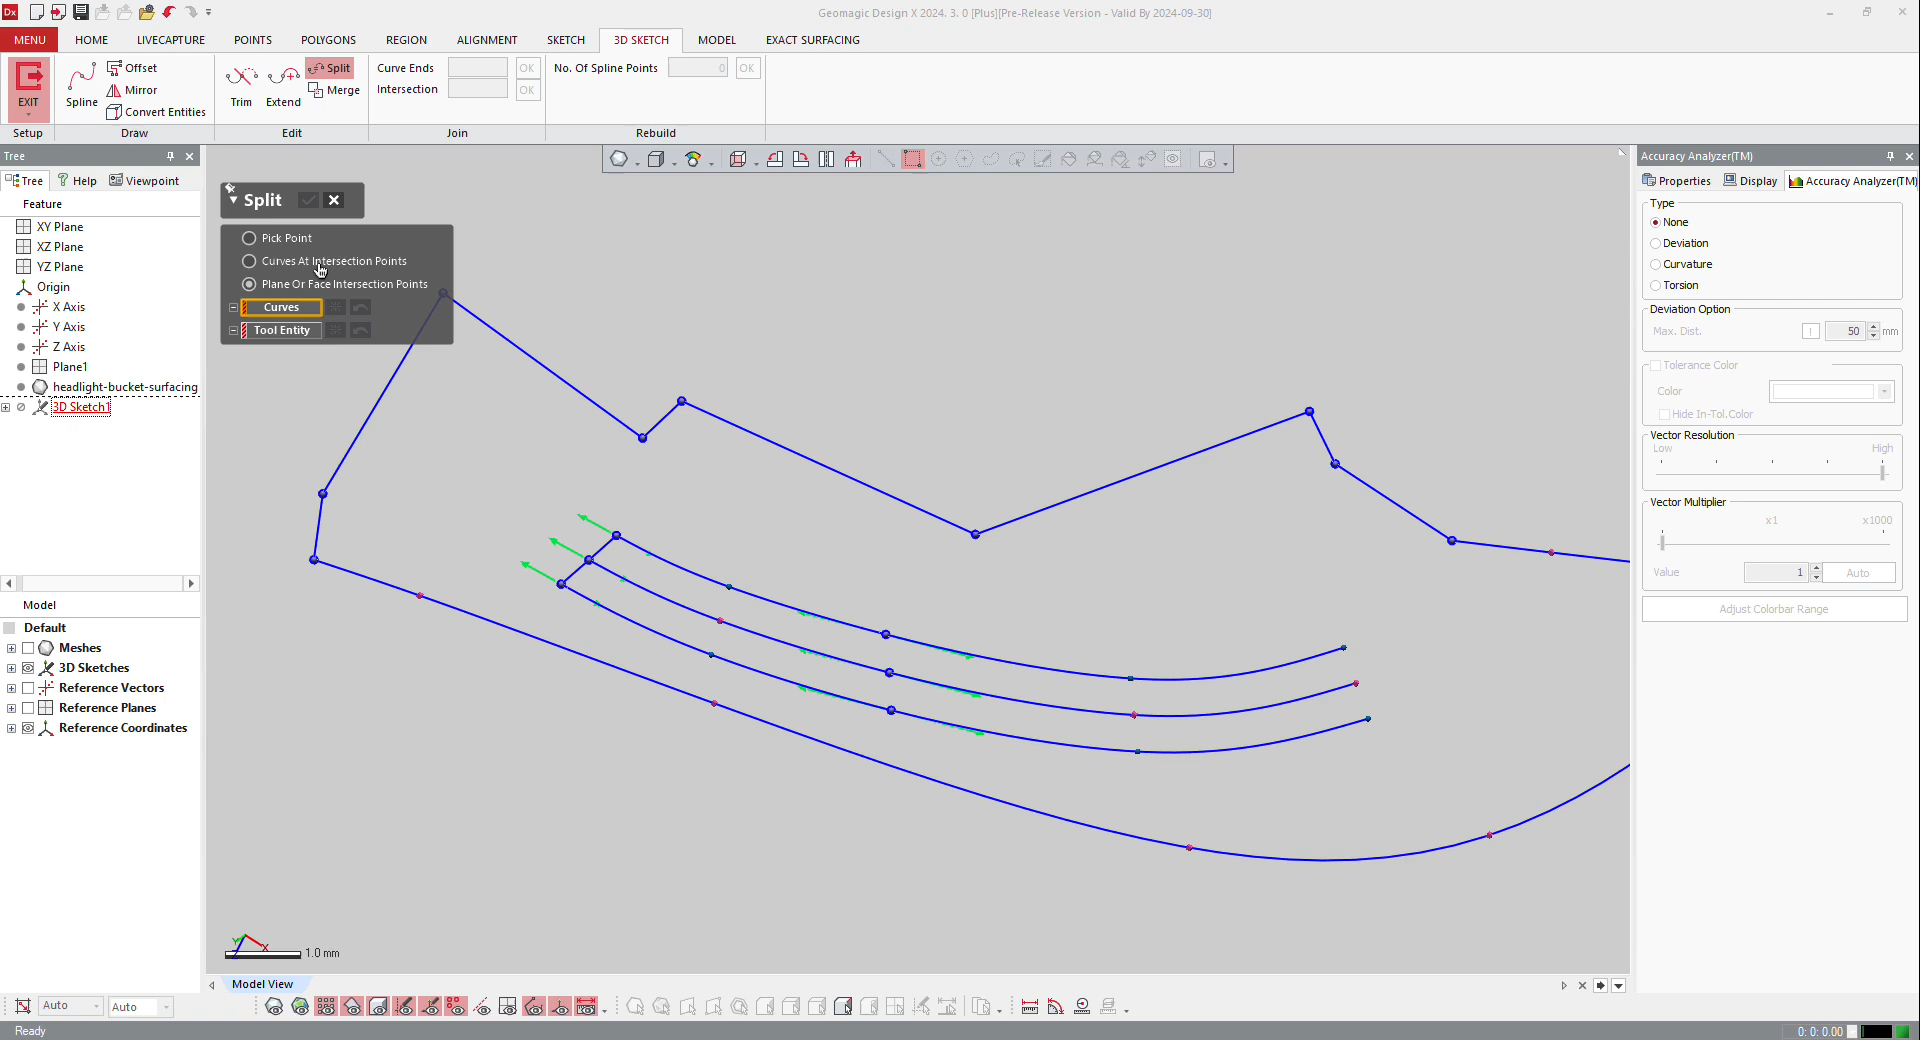 Dx
Geomagic Design X 2024. 3. 0 [Plus][Pre-Release Version - Valid By 2024-09-30]
MENU HOME LIVECAPTURE POINTS POLYGONS REGION ALIGNMENT SKETCH 3D SKETCH MODEL EXACT SURFACING
Offset Split Curve Ends OK No. Of Spline Points 0 OK
Mirror Merge Intersection OK
EXIT Spline Convert Entities Trim Extend
Setup Draw Edit Join Rebuild
Tree
Tree Help Viewpoint
Feature
XY Plane
XZ Plane
YZ Plane
Origin
X Axis
Y Axis
Z Axis
Plane1
headlight-bucket-surfacing
3D Sketch1
Model
Default
Meshes
3D Sketches
Reference Vectors
Reference Planes
Reference Coordinates
Split
Pick Point
Curves At Intersection Points
Plane Or Face Intersection Points
Curves
Tool Entity
Y X
1.0 mm
Model View
Accuracy Analyzer(TM)
Properties Display Accuracy Analyzer(TM)
Type
None
Deviation
Curvature
Torsion
Deviation Option
Max. Dist. 50 mm
Tolerance Color
Color
Hide In-Tol.Color
Vector Resolution
Low High
Vector Multiplier
x1 x1000
Value 1 Auto
Adjust Colorbar Range
Auto Auto
Ready 0: 0: 0.00